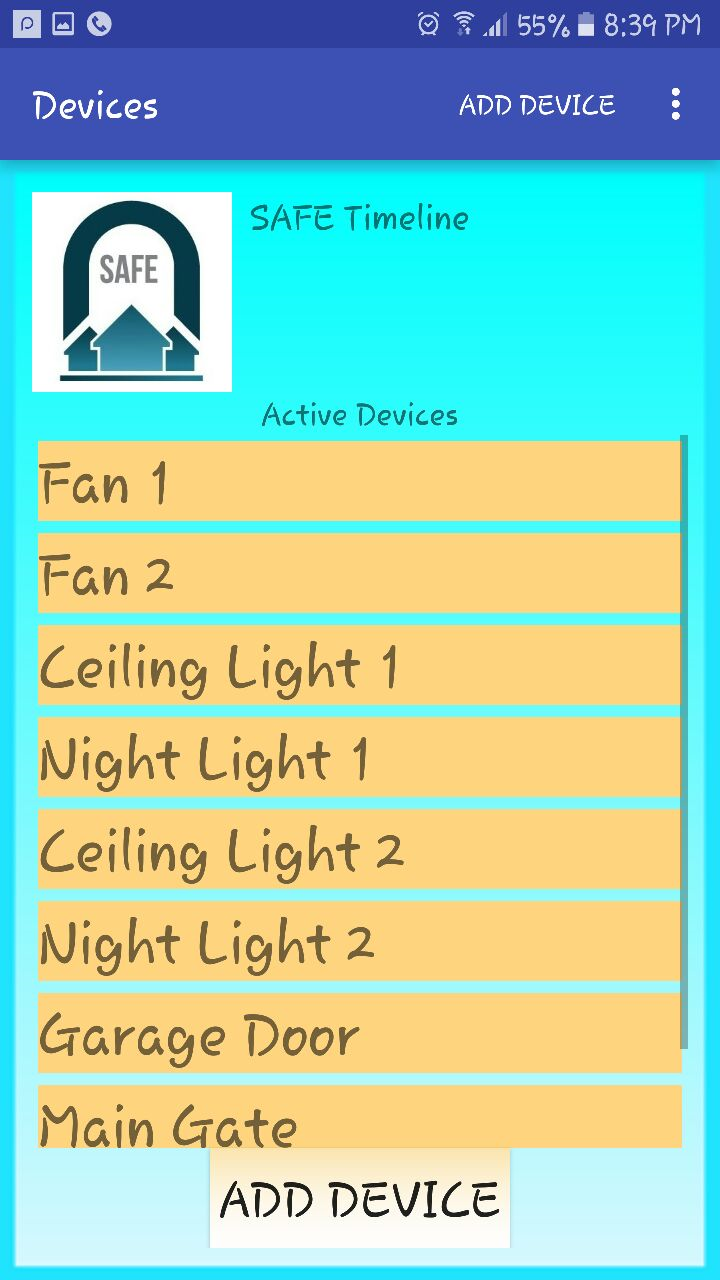 55% 8:39 PM
Devices ADD DEVICE
SAFE SAFE Timeline
Active Devices
Fan 1
Fan 2
Ceiling Light 1
Night Light 1
Ceiling Light 2
Night Light 2
Garage Door
Main Gate
ADD DEVICE